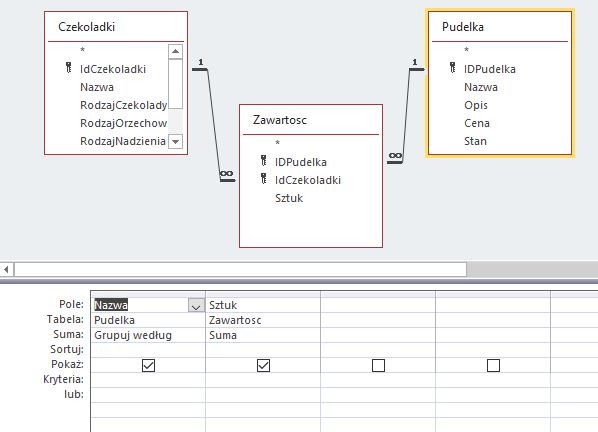 Czekoladki
*
IdCzekoladki
Nazwa
RodzajCzekolady
RodzajOrzechow
RodzajNadzienia
1
∞
Zawartosc
*
IDPudelka
IdCzekoladki
Sztuk
1
∞
Pudelka
*
IDPudelka
Nazwa
Opis
Cena
Stan
Pole: Nazwa Sztuk
Tabela: Pudelka Zawartosc
Suma: Grupuj według Suma
Sortuj:
Pokaż:
Kryteria:
lub: